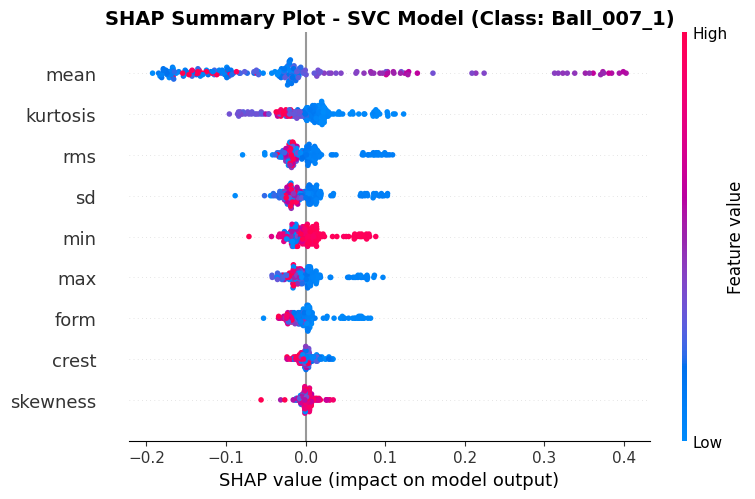 SHAP Summary Plot - SVC Model (Class: Ball_007_1)
High
mean
kurtosis
rms
sd
min
max
form
crest
skewness
Feature value
Low
−0.2 −0.1 0.0 0.1 0.2 0.3 0.4
SHAP value (impact on model output)